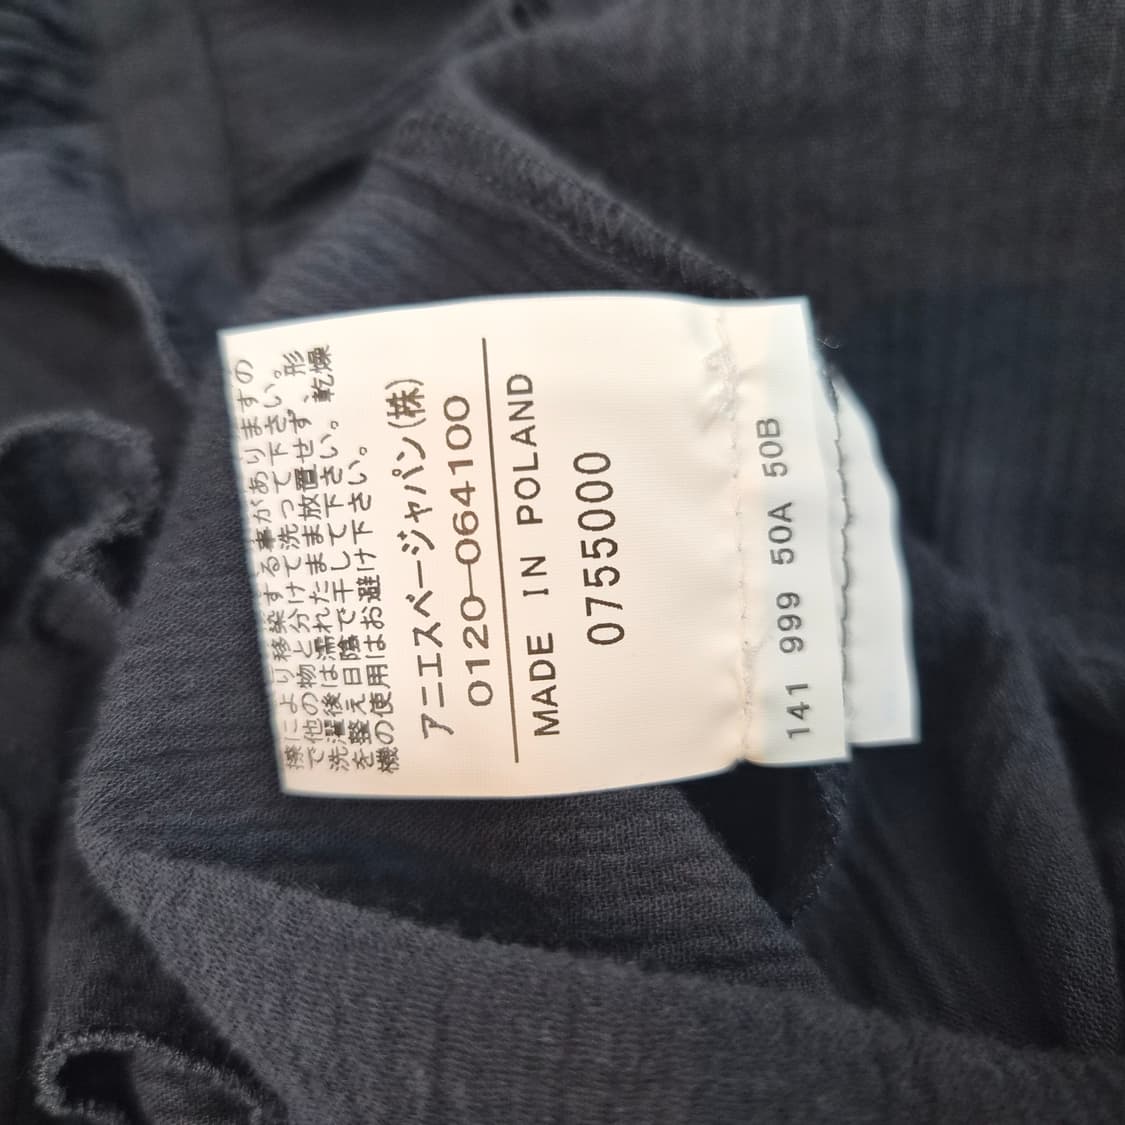 擦により移染する事がありますの
で他の物と分けて洗って下さい。
洗濯後は濡れたまま放置せず、形
を整え日陰で干して下さい。乾燥
機の使用はお避け下さい。
アニエスベージャパン(株)
0120-064100
MADE IN POLAND
0755000
141 999 50A 50B